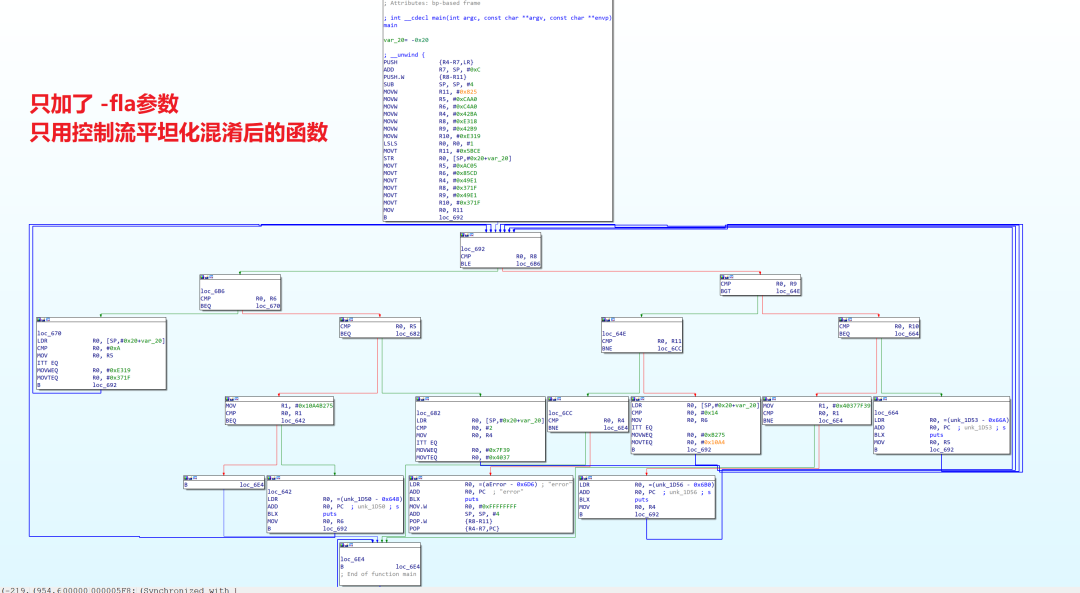 ; Attributes: bp-based frame
; int __cdecl main(int argc, const char **argv, const char **envp)
main
var_20= -0x20
; __unwind {
PUSH {R4-R7,LR}
ADD R7, SP, #0xC
PUSH.W {R8-R11}
SUB SP, SP, #4
MOVW R11, #0x825
MOVW R5, #0xCAA0
MOVW R6, #0xC4A0
MOVW R4, #0x42BA
MOVW R8, #0xE318
MOVW R9, #0x42B9
MOVW R10, #0xE319
LSLS R0, R0, #1
MOVT R11, #0x5BCE
STR R0, [SP,#0x20+var_20]
MOVT R5, #0xAC05
MOVT R6, #0x85CD
MOVT R4, #0x49E1
MOVT R8, #0x371F
MOVT R9, #0x49E1
MOVT R10, #0x371F
MOV R0, R11
B loc_692
只加了 -fla参数
只用控制流平坦化混淆后的函数
loc_692
CMP R0, R8
BLE loc_6B6
loc_6B6
CMP R0, R6
BEQ loc_670
CMP R0, R9
BGT loc_64E
loc_670
LDR R0, [SP,#0x20+var_20]
CMP R0, #0xA
MOV R0, R5
ITT EQ
MOVWEQ R0, #0xE319
MOVTEQ R0, #0x371F
B loc_692
CMP R0, R5
BEQ loc_682
loc_64E
CMP R0, R11
BNE loc_6CC
CMP R0, R10
BEQ loc_664
MOV R1, #0x10A4B275
CMP R0, R1
BEQ loc_642
loc_682
LDR R0, [SP,#0x20+var_20]
CMP R0, #2
MOV R0, R4
ITT EQ
MOVWEQ R0, #0x7F39
MOVTEQ R0, #0x4037
loc_6CC
CMP R0, R4
BNE loc_6E4
LDR R0, [SP,#0x20+var_20]
CMP R0, #0x14
MOV R0, R6
ITT EQ
MOVWEQ R0, #0xB275
MOVTEQ R0, #0x10A4
B loc_692
MOV R1, #0x40377F39
CMP R0, R1
BNE loc_6E4
loc_664
LDR R0, =(unk_1D53 - 0x66A)
ADD R0, PC ; unk_1D53 ; s
BLX puts
MOV R0, R5
B loc_692
B loc_6E4
loc_642
LDR R0, =(unk_1D50 - 0x648)
ADD R0, PC ; unk_1D50 ; s
BLX puts
MOV R0, R6
B loc_692
LDR R0, =(aError - 0x6D6) ; "error"
ADD R0, PC ; "error"
BLX puts
MOV.W R0, #0xFFFFFFFF
ADD SP, SP, #4
POP.W {R8-R11}
POP {R4-R7,PC}
LDR R0, =(unk_1D56 - 0x6B0)
ADD R0, PC ; unk_1D56 ; s
BLX puts
MOV R0, R4
B loc_692
loc_6E4
B loc_6E4
; End of function main